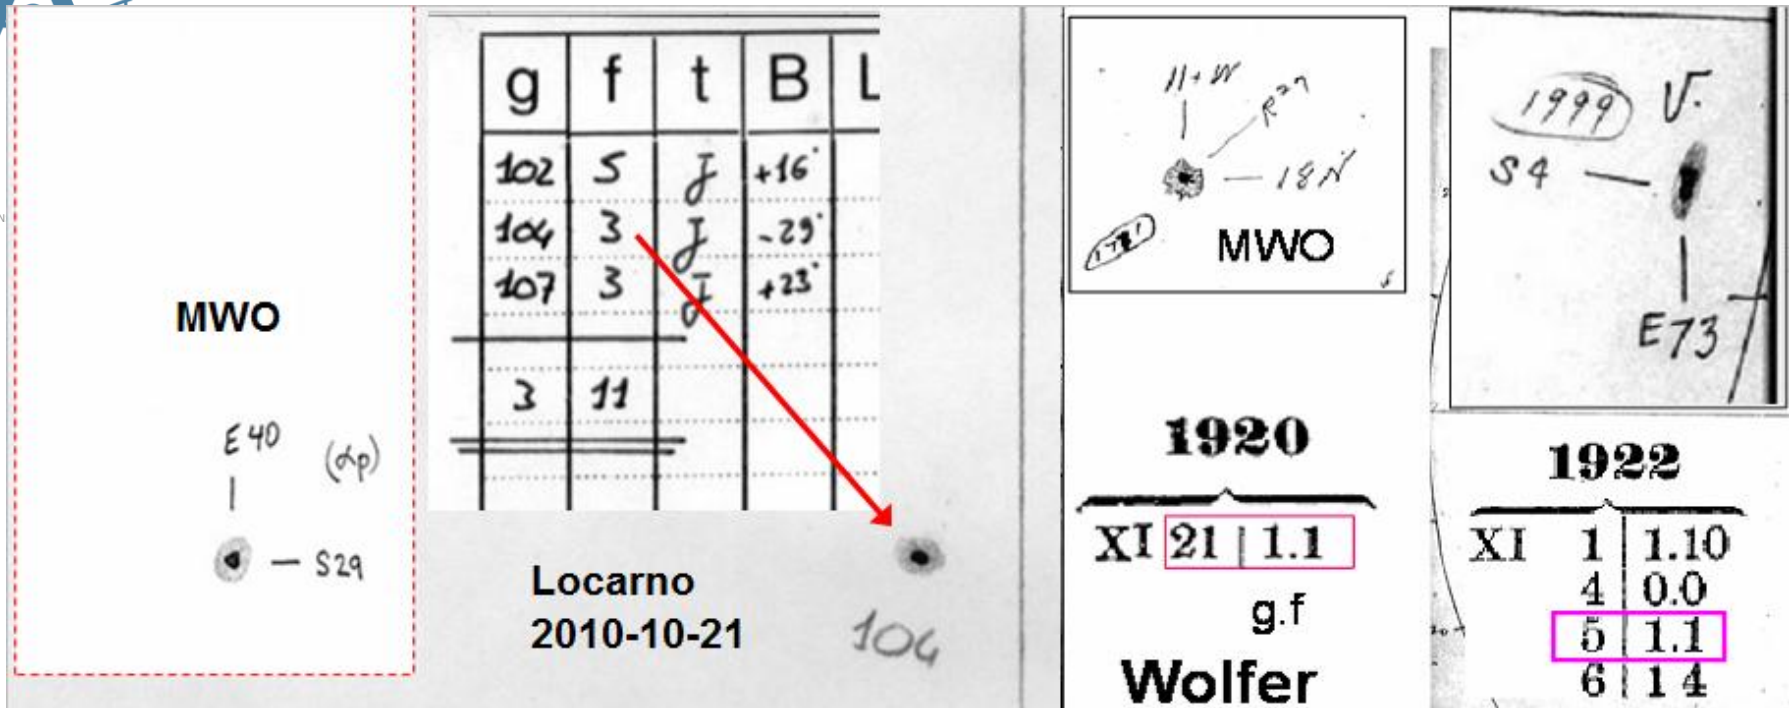 MWO
E40
(αp)
S29
g f t B L
102 5 J +16°
104 3 J -29°
107 3 J +23°
3 11
Locarno
2010-10-21
104
H+W
R27
18N
MWO
1920
XI 21 | 1.1
g.f
Wolfer
1999 V.
S4
E73
1922
XI 1 | 1.10
4 | 0.0
5 | 1.1
6 | 1 4